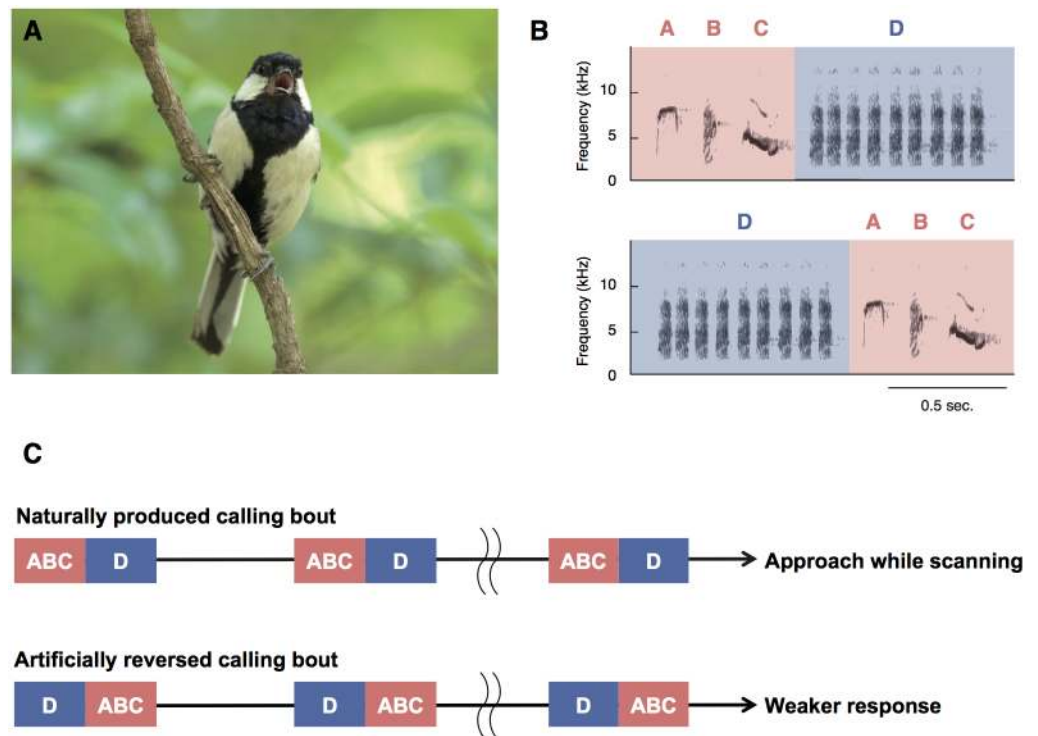 A
B
A B C D
Frequency (kHz)
10
5
0
D A B C
Frequency (kHz)
10
5
0
0.5 sec.
C
Naturally produced calling bout
ABC D ABC D ABC D Approach while scanning
Artificially reversed calling bout
D ABC D ABC D ABC Weaker response